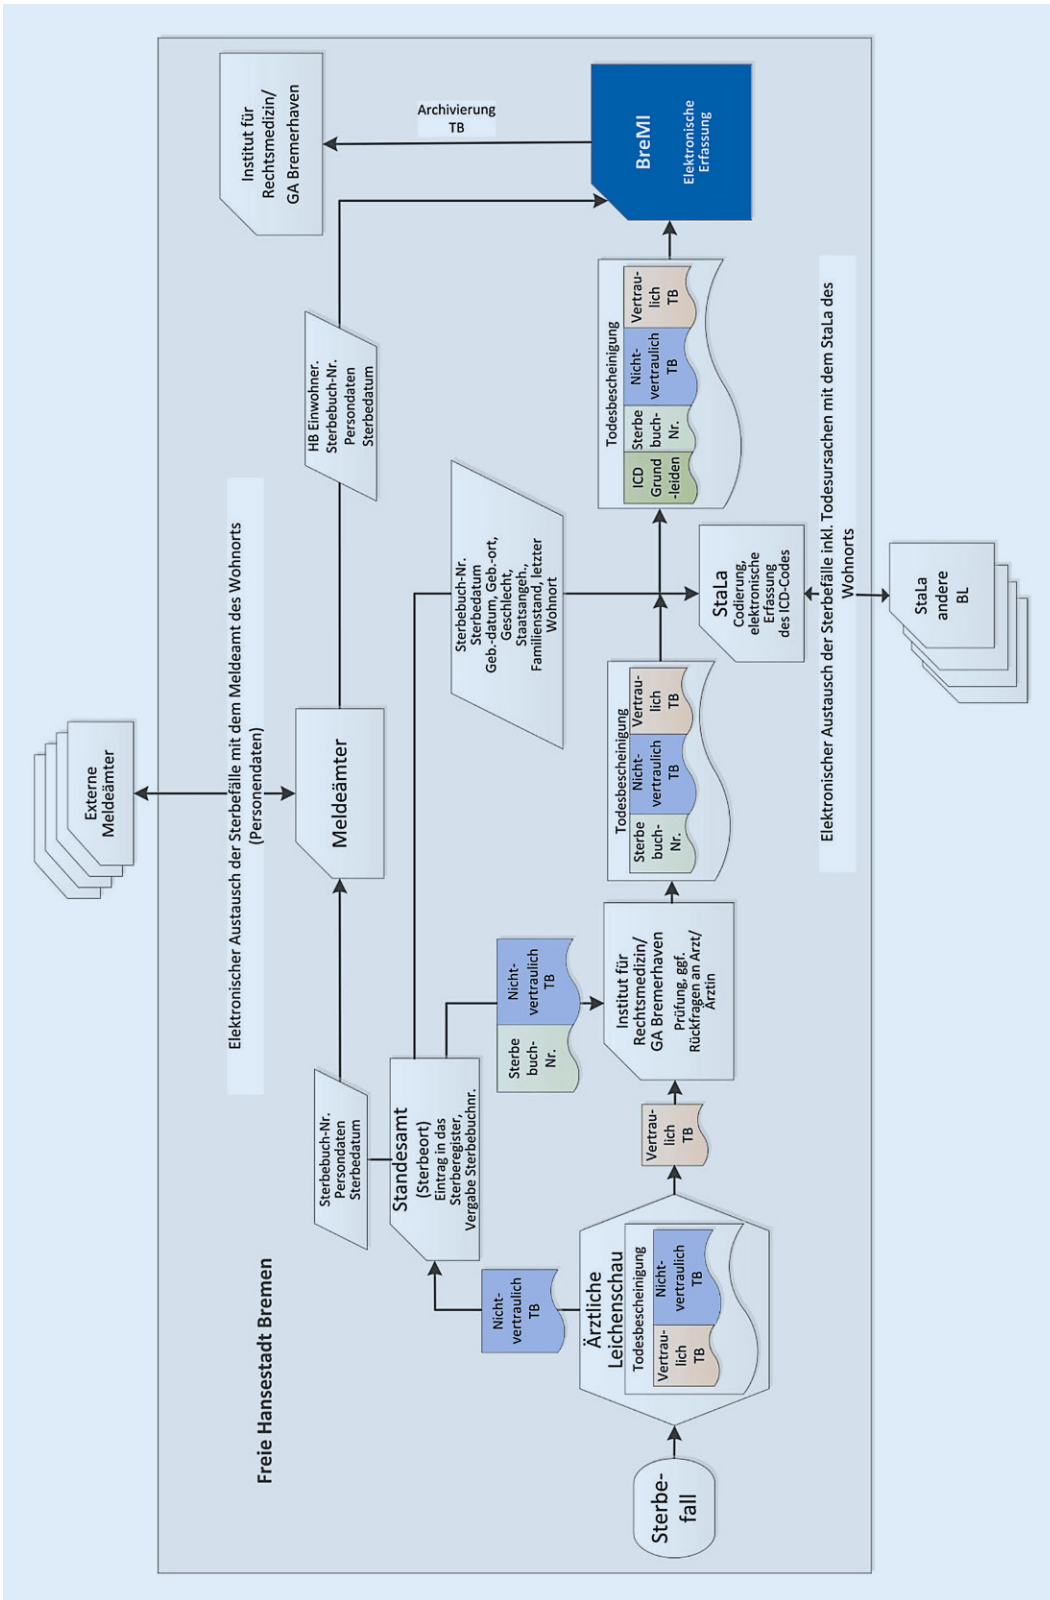 Freie Hansestadt Bremen
Externe
Meldeämter
Elektronischer Austausch der Sterbefälle mit dem Meldeamt des Wohnorts
(Personendaten)
Sterbebuch-Nr.
Persondaten
Sterbedatum
Meldeämter
HB Einwohner.
Sterbebuch-Nr.
Persondaten
Sterbedatum
Institut für
Rechtsmedizin/
GA Bremerhaven
Archivierung
TB
Standesamt
(Sterbeort)
Eintrag in das
Sterberegister,
Vergabe Sterbebuchnr.
Sterbebuch-Nr.
Sterbedatum
Geb.-datum, Geb.-ort,
Geschlecht,
Staatsangeh.,
Familienstand, letzter
Wohnort
Nicht-
vertraulich
TB
Sterbe
buch-
Nr.
Nicht-
vertraulich
TB
Sterbe-
fall
Ärztliche
Leichenschau
Todesbescheinigung
Vertrau-
lich
TB
Nicht-
vertraulich
TB
Vertrau-
lich
TB
Institut für
Rechtsmedizin/
GA Bremerhaven
Prüfung, ggf.
Rückfragen an Arzt/
Ärztin
Todesbescheinigung
Sterbe
buch-
Nr.
Nicht-
vertraulich
TB
Vertrau-
lich
TB
Todesbescheinigung
ICD
Grund
-leiden
Sterbe
buch-
Nr.
Nicht-
vertraulich
TB
Vertrau-
lich
TB
BreMI
Elektronische
Erfassung
StaLa
Codierung,
elektronische
Erfassung
des ICD-Codes
Elektronischer Austausch der Sterbefälle inkl. Todesursachen mit dem StaLa des
Wohnorts
StaLa
andere
BL